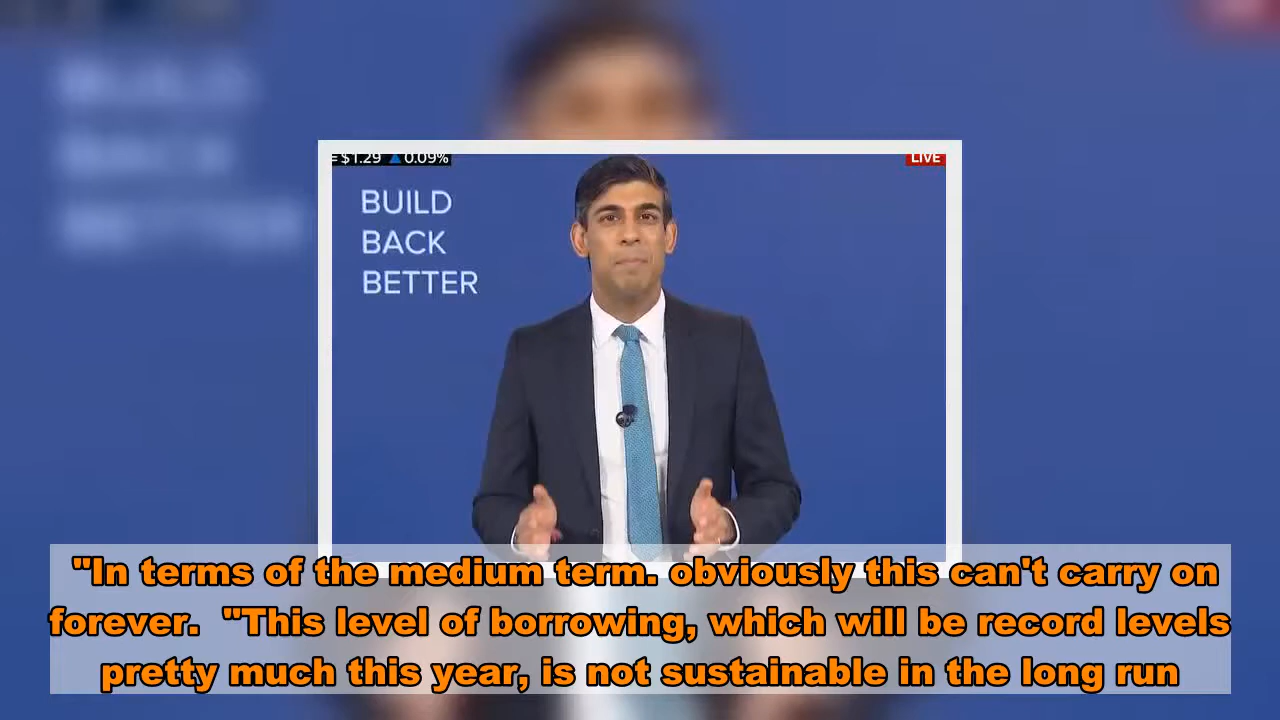 $1.29 ▲ 0.09%
LIVE
BUILD
BACK
BETTER
"In terms of the medium term. obviously this can't carry on
forever.  "This level of borrowing, which will be record levels
pretty much this year, is not sustainable in the long run